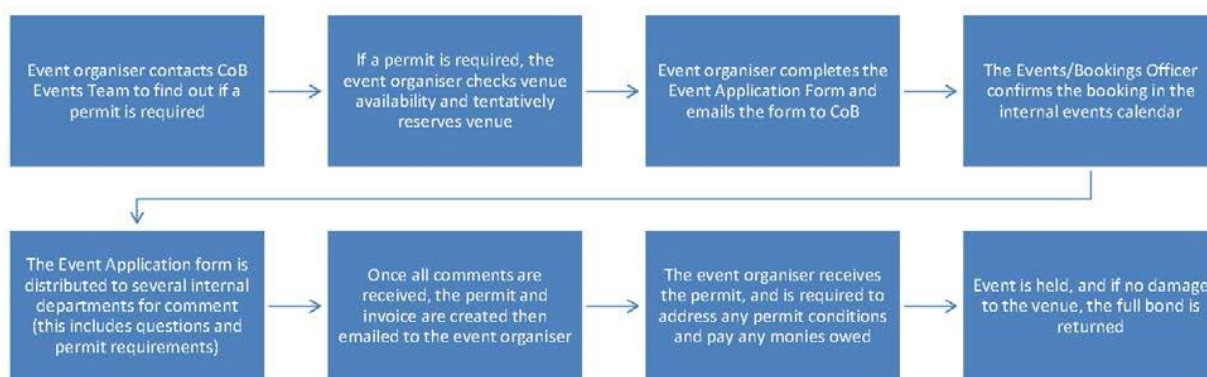 Event organiser contacts CoB
Events Team to find out if a
permit is required
If a permit is required, the
event organiser checks venue
availability and tentatively
reserves venue
Event organiser completes the
Event Application Form and
emails the form to CoB
The Events/Bookings Officer
confirms the booking in the
internal events calendar
The Event Application form is
distributed to several internal
departments for comment
(this includes questions and
permit requirements)
Once all comments are
received, the permit and
invoice are created then
emailed to the event organiser
The event organiser receives
the permit, and is required to
address any permit conditions
and pay any monies owed
Event is held, and if no damage
to the venue, the full bond is
returned